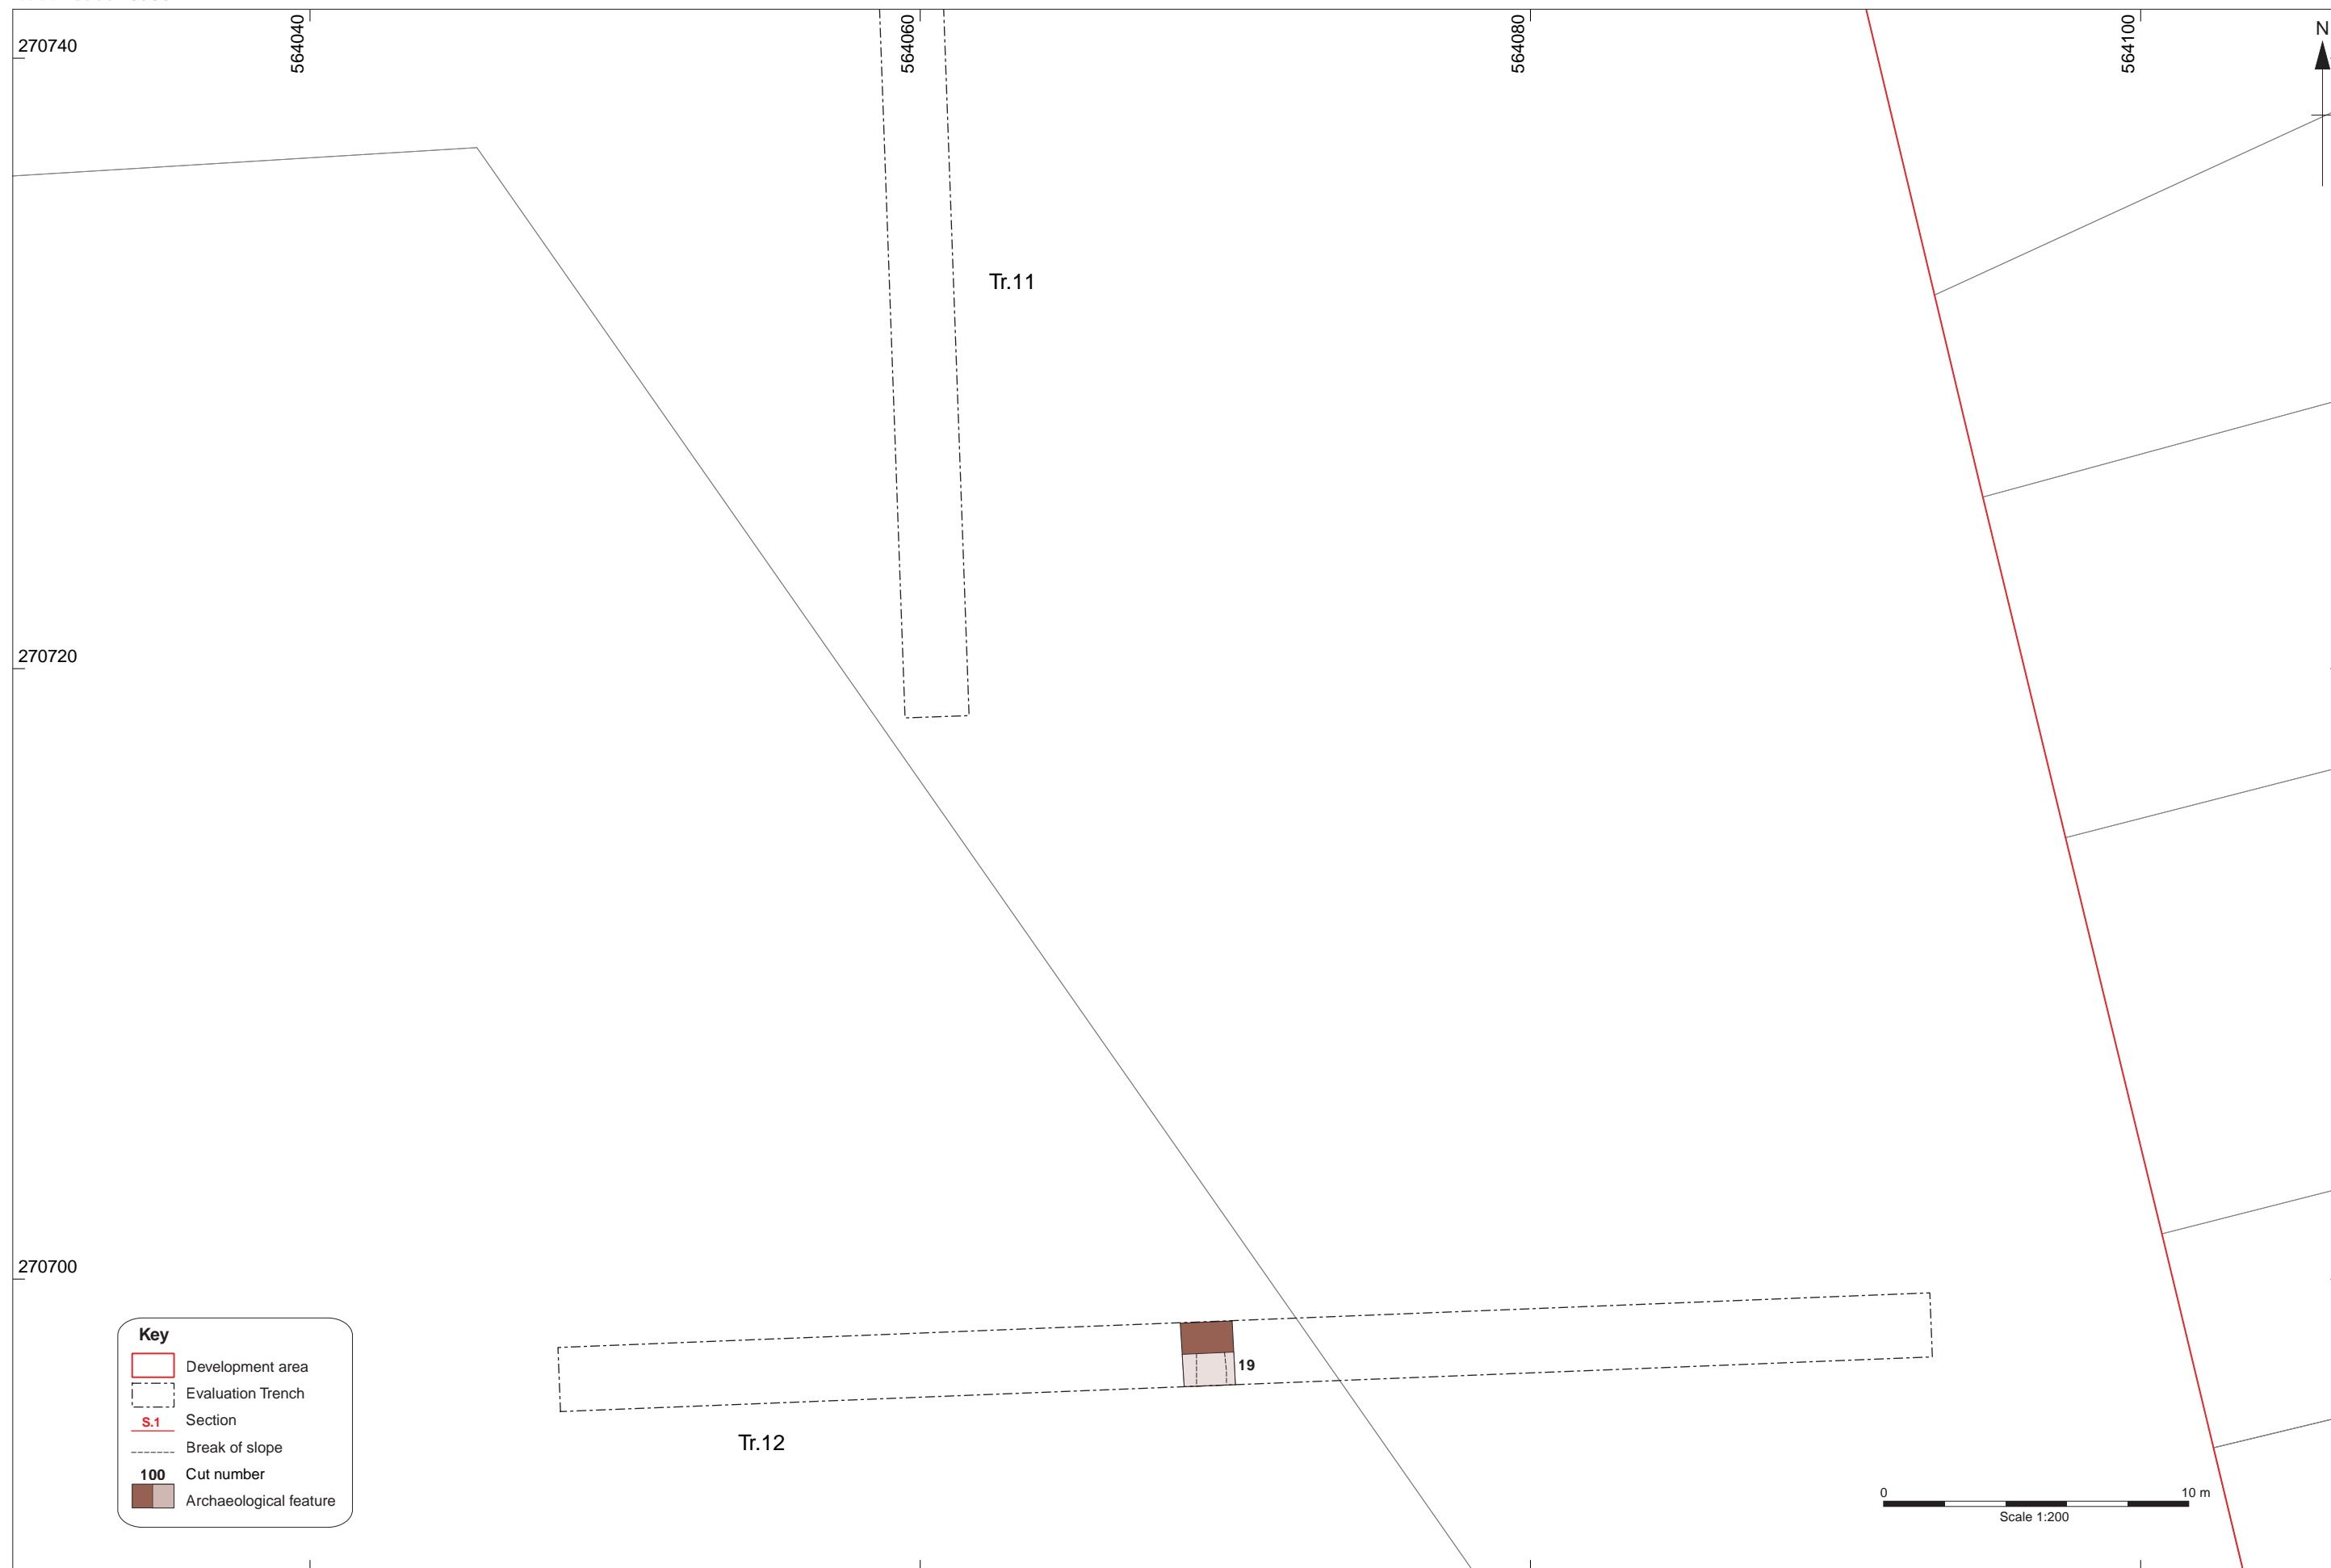 564040
564060
564080
564100
N
270740
Tr.11
270720
270700
19
Tr.12
Key
Development area
Evaluation Trench
S.1 Section
Break of slope
100 Cut number
Archaeological feature
0 10 m
Scale 1:200